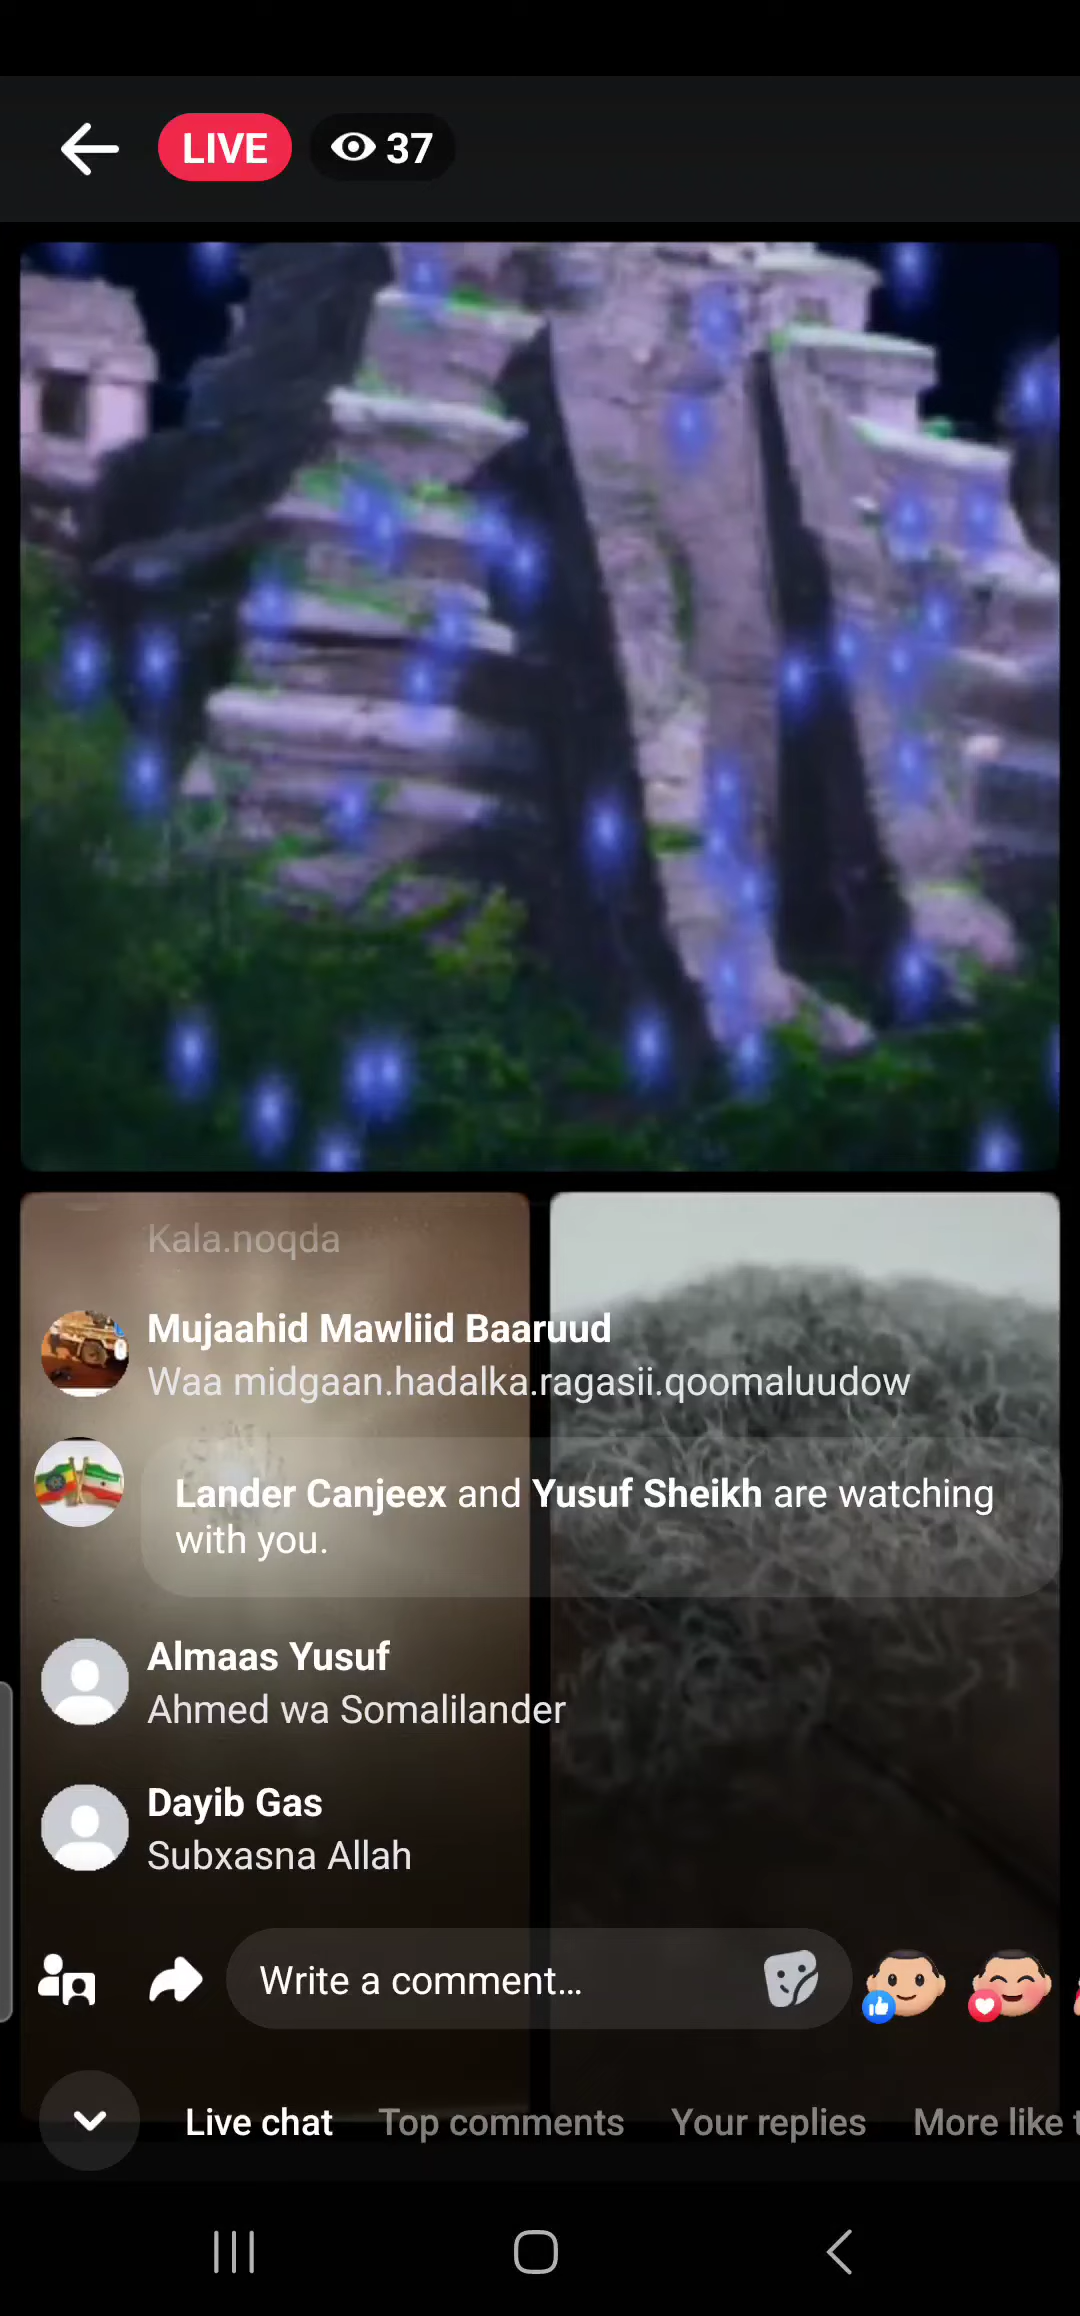 LIVE
37
Kala.noqda
Mujaahid Mawliid Baaruud
Waa midgaan.hadalka.ragasii.qoomaluudow
Lander Canjeex and Yusuf Sheikh are watching
with you.
Almaas Yusuf
Ahmed wa Somalilander
Dayib Gas
Subxasna Allah
Write a comment...
Live chat
Top comments
Your replies
More like